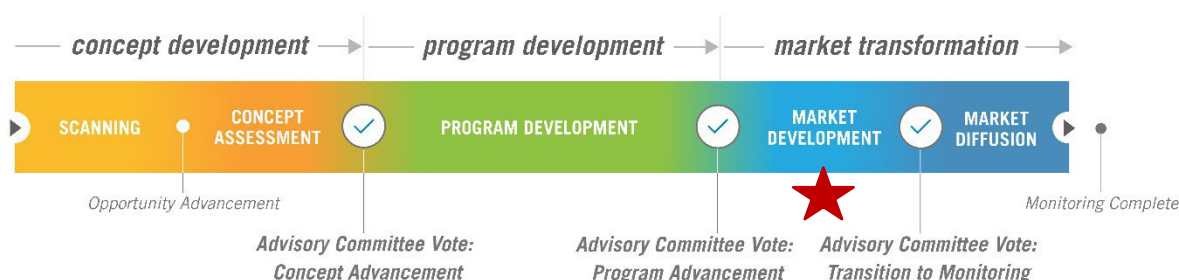 concept development
program development
market transformation
SCANNING
CONCEPT
ASSESSMENT
PROGRAM DEVELOPMENT
MARKET
DEVELOPMENT
MARKET
DIFFUSION
Opportunity Advancement
Monitoring Complete
Advisory Committee Vote:
Concept Advancement
Advisory Committee Vote:
Program Advancement
Advisory Committee Vote:
Transition to Monitoring